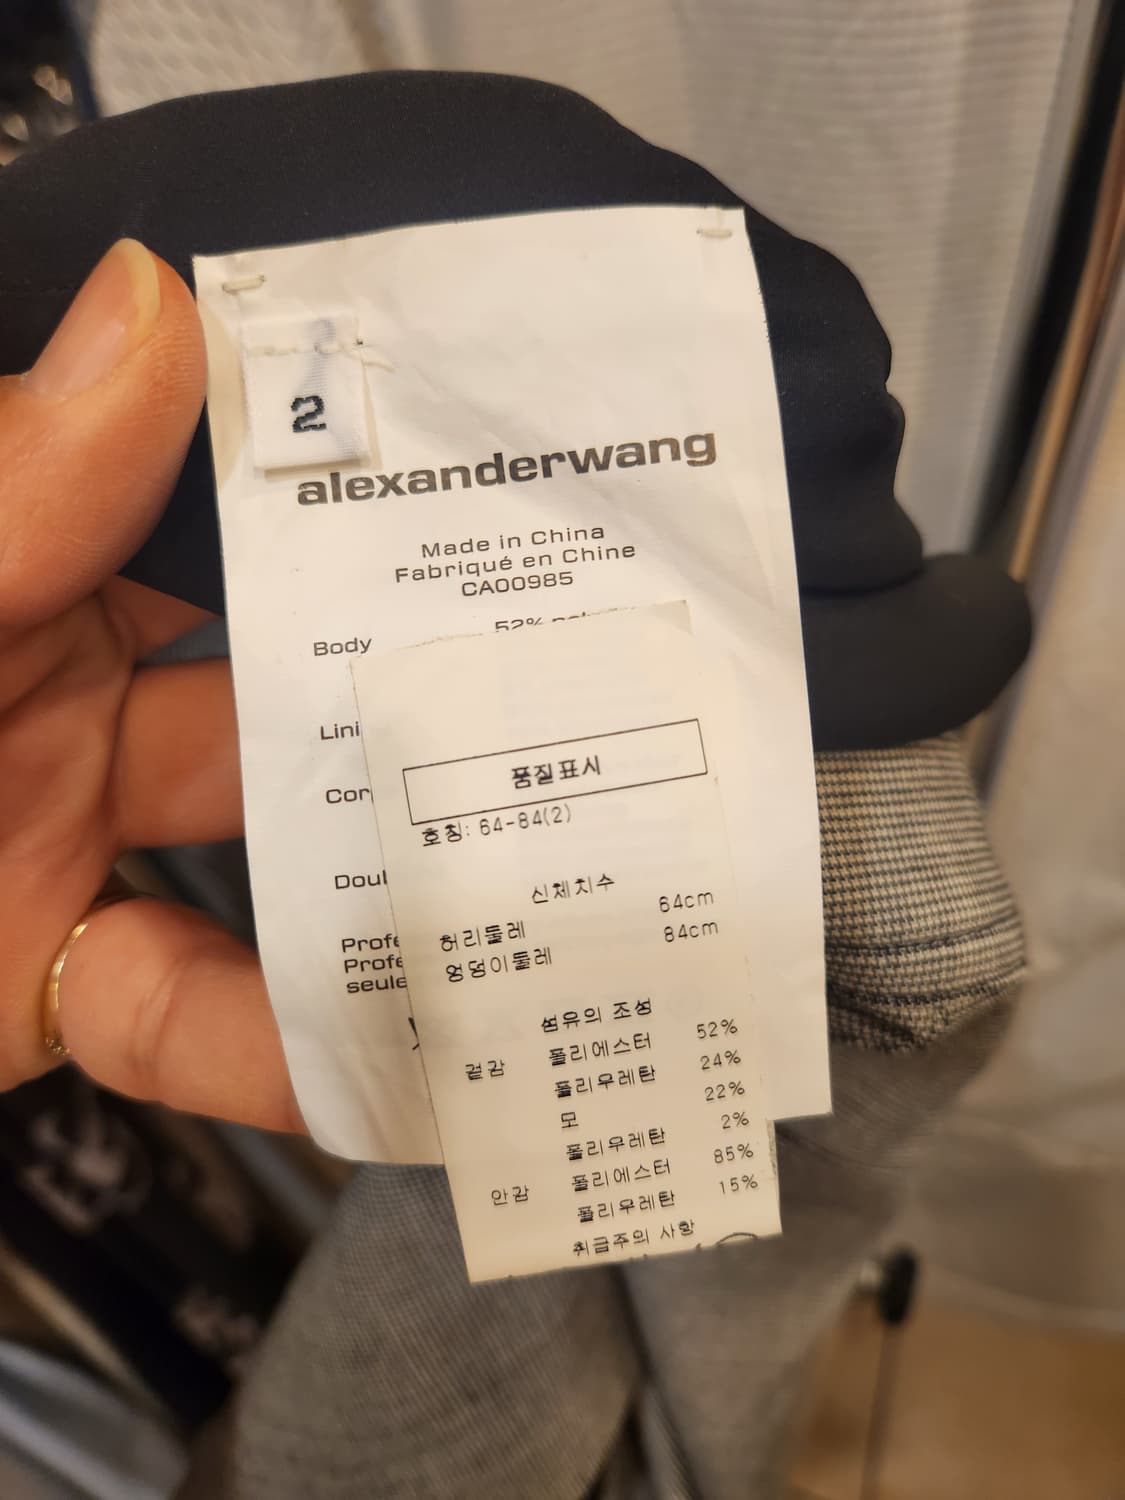 2
alexanderwang
Made in China
Fabriqué en Chine
CA00985
52%
Body
품질표시
호칭: 64-84(2)
신체치수
허리둘레 64cm
엉덩이둘레 84cm
섬유의 조성
겉감 폴리에스터 52%
폴리우레탄 24%
모 22%
폴리우레탄 2%
안감 폴리에스터 85%
폴리우레탄 15%
취급주의 사항